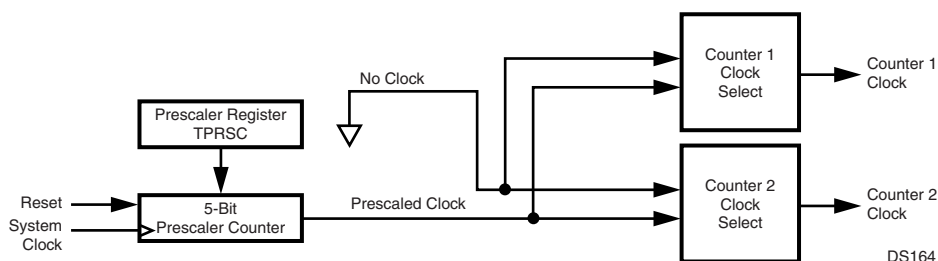 Counter 1
Clock
Select
Counter 1
Clock
No Clock
Prescaler Register
TPRSC
Counter 2
Clock
Select
Counter 2
Clock
Reset
System
Clock
5-Bit
Prescaler Counter
Prescaled Clock
DS164